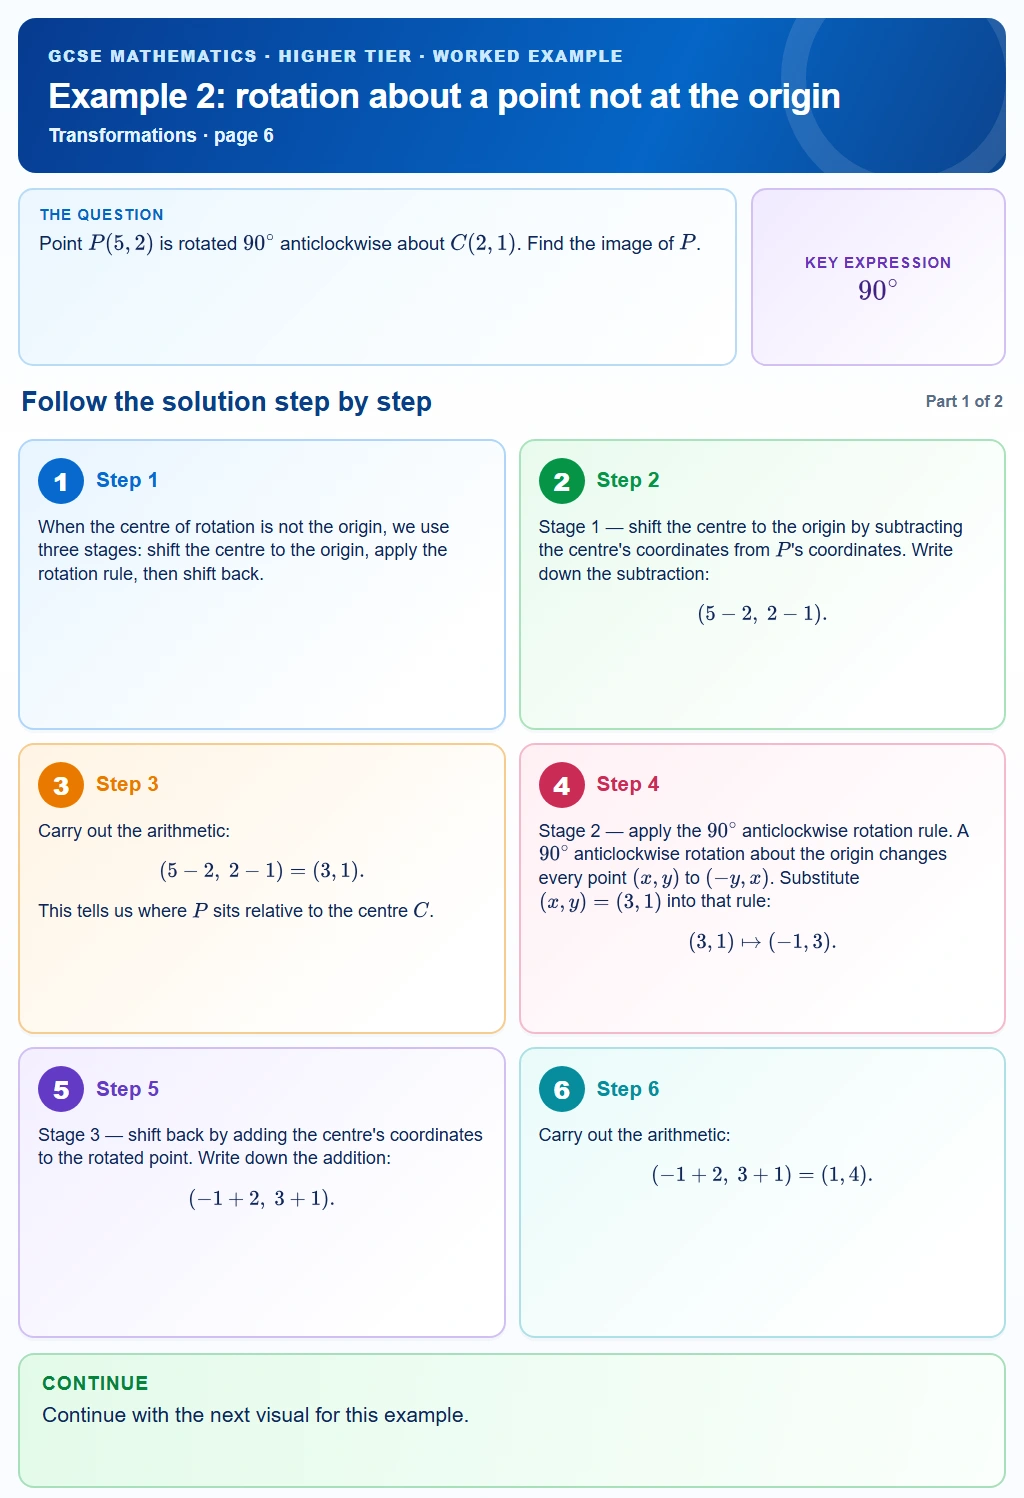 GCSE MATHEMATICS · HIGHER TIER · WORKED EXAMPLE
Example 2: rotation about a point not at the origin
Transformations · page 6
THE QUESTION
Point P(5, 2) is rotated 90° anticlockwise about C(2, 1). Find the image of P.
KEY EXPRESSION
90°
Follow the solution step by step
Part 1 of 2
1 Step 1
When the centre of rotation is not the origin, we use
three stages: shift the centre to the origin, apply the
rotation rule, then shift back.
2 Step 2
Stage 1 — shift the centre to the origin by subtracting
the centre's coordinates from P's coordinates. Write
down the subtraction:
(5 − 2, 2 − 1).
3 Step 3
Carry out the arithmetic:
(5 − 2, 2 − 1) = (3, 1).
This tells us where P sits relative to the centre C.
4 Step 4
Stage 2 — apply the 90° anticlockwise rotation rule. A
90° anticlockwise rotation about the origin changes
every point (x, y) to (−y, x). Substitute
(x, y) = (3, 1) into that rule:
(3, 1) ↦ (−1, 3).
5 Step 5
Stage 3 — shift back by adding the centre's coordinates
to the rotated point. Write down the addition:
(−1 + 2, 3 + 1).
6 Step 6
Carry out the arithmetic:
(−1 + 2, 3 + 1) = (1, 4).
CONTINUE
Continue with the next visual for this example.